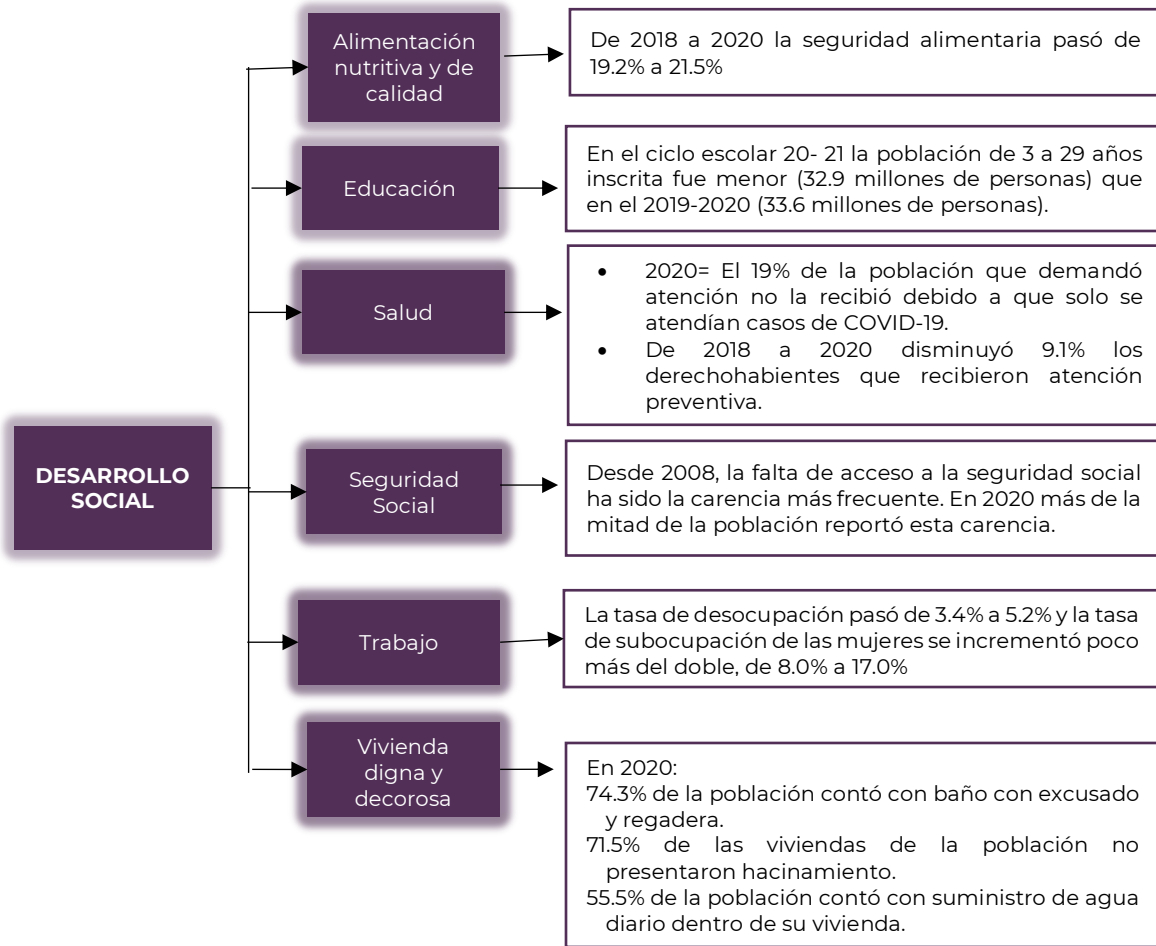 DESARROLLO
SOCIAL
Alimentación
nutritiva y de
calidad
De 2018 a 2020 la seguridad alimentaria pasó de
19.2% a 21.5%
Educación
En el ciclo escolar 20- 21 la población de 3 a 29 años
inscrita fue menor (32.9 millones de personas) que
en el 2019-2020 (33.6 millones de personas).
Salud
• 2020= El 19% de la población que demandó
atención no la recibió debido a que solo se
atendían casos de COVID-19.
• De 2018 a 2020 disminuyó 9.1% los
derechohabientes que recibieron atención
preventiva.
Seguridad
Social
Desde 2008, la falta de acceso a la seguridad social
ha sido la carencia más frecuente. En 2020 más de la
mitad de la población reportó esta carencia.
Trabajo
La tasa de desocupación pasó de 3.4% a 5.2% y la tasa
de subocupación de las mujeres se incrementó poco
más del doble, de 8.0% a 17.0%
Vivienda
digna y
decorosa
En 2020:
74.3% de la población contó con baño con excusado
y regadera.
71.5% de las viviendas de la población no
presentaron hacinamiento.
55.5% de la población contó con suministro de agua
diario dentro de su vivienda.